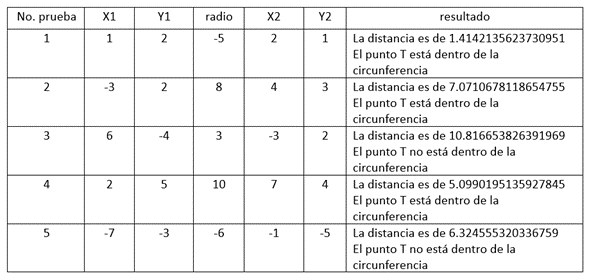 No. prueba X1 Y1 radio X2 Y2 resultado
1 1 2 -5 2 1 La distancia es de 1.4142135623730951
El punto T está dentro de la
circunferencia
2 -3 2 8 4 3 La distancia es de 7.0710678118654755
El punto T está dentro de la
circunferencia
3 6 -4 3 -3 2 La distancia es de 10.816653826391969
El punto T no está dentro de la
circunferencia
4 2 5 10 7 4 La distancia es de 5.0990195135927845
El punto T está dentro de la
circunferencia
5 -7 -3 -6 -1 -5 La distancia es de 6.324555320336759
El punto T no está dentro de la
circunferencia